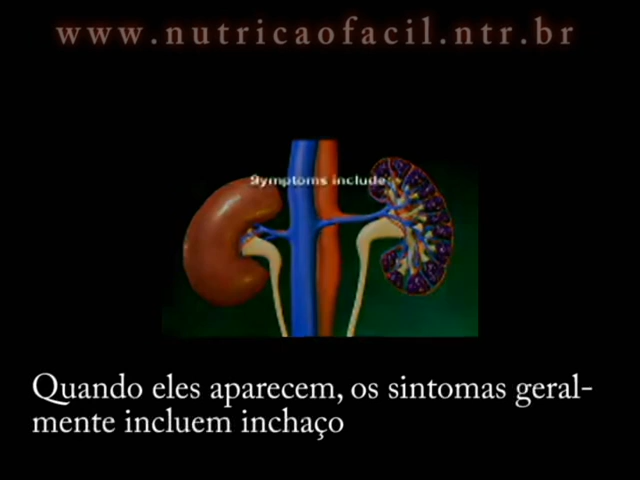 www.nutricaofacil.ntr.br
Symptoms include:
Quando eles aparecem, os sintomas geral-
mente incluem inchaço